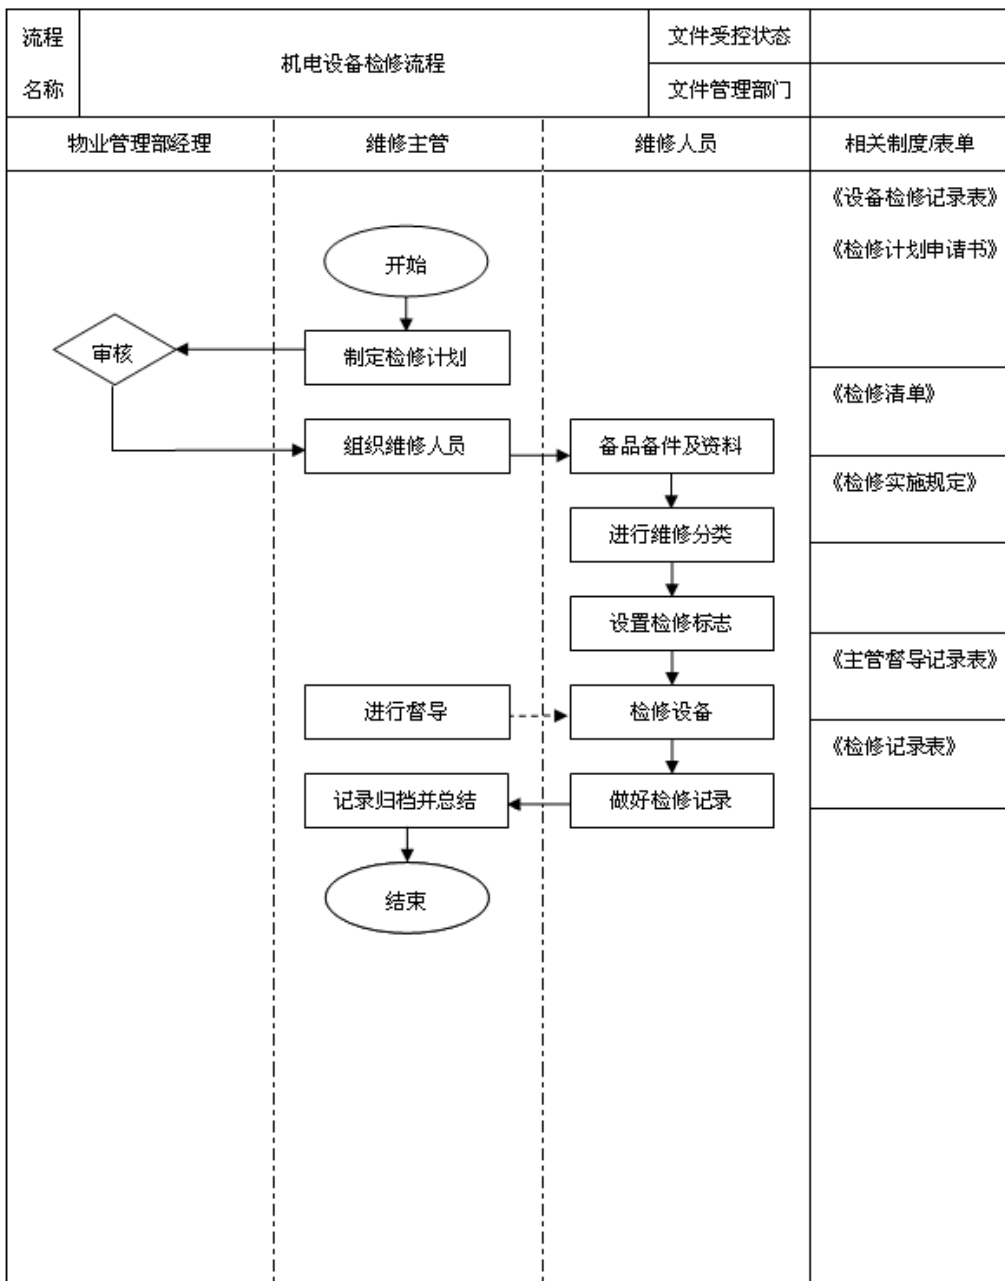 流程
名称
机电设备检修流程
文件受控状态
文件管理部门
物业管理部经理
维修主管
维修人员
相关制度/表单
《设备检修记录表》
《检修计划申请书》
开始
审核
制定检修计划
《检修清单》
组织维修人员
备品备件及资料
《检修实施规定》
进行维修分类
设置检修标志
《主管督导记录表》
进行督导
检修设备
《检修记录表》
记录归档并总结
做好检修记录
结束